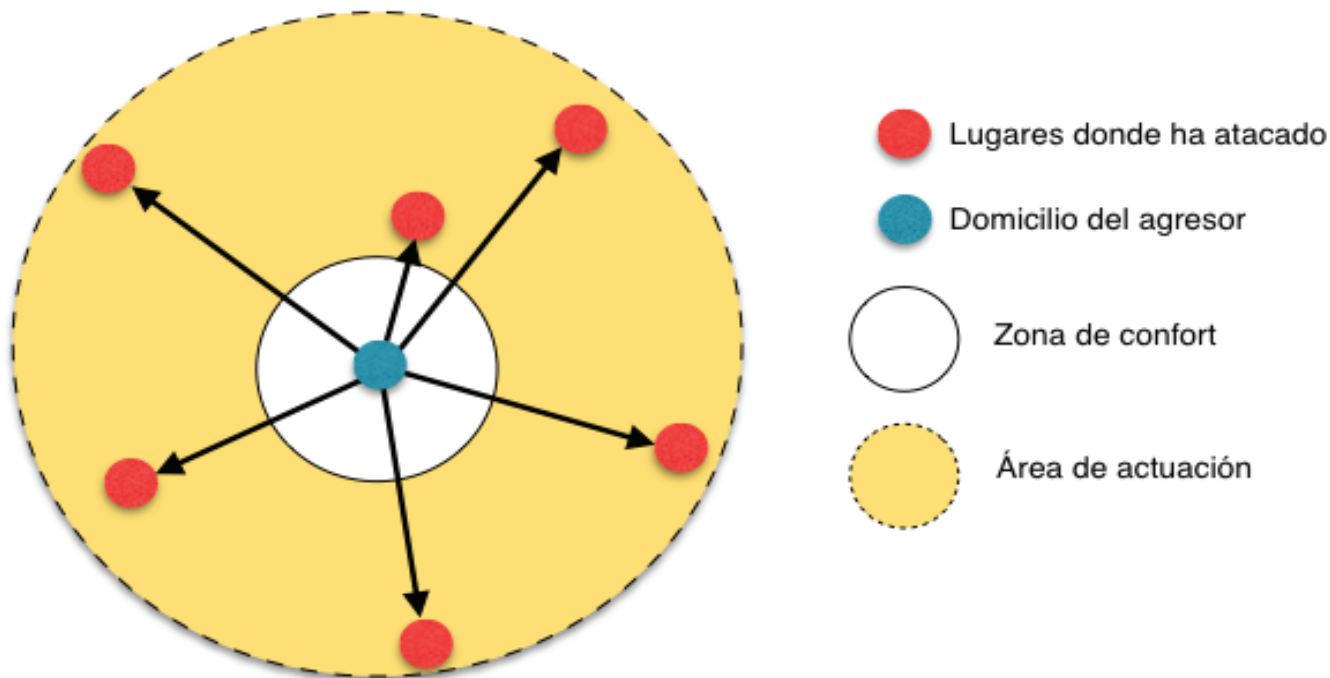 Lugares donde ha atacado
Domicilio del agresor
Zona de confort
Área de actuación